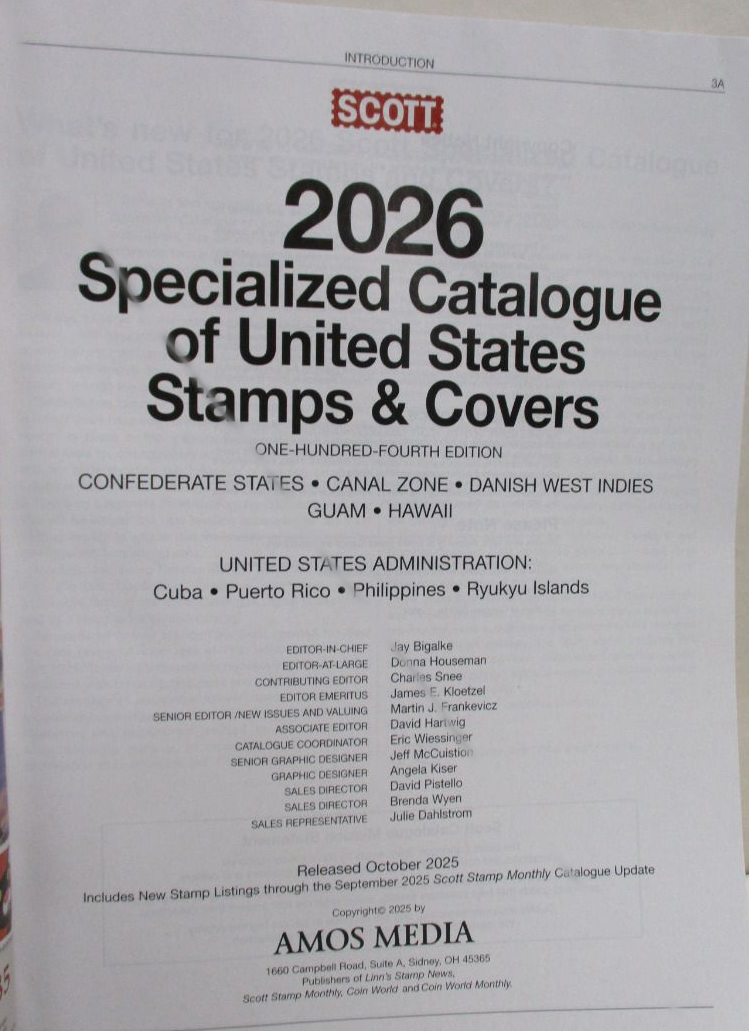 INTRODUCTION
3A
SCOTT
2026
Specialized Catalogue
of United States
Stamps & Covers
ONE-HUNDRED-FOURTH EDITION
CONFEDERATE STATES • CANAL ZONE • DANISH WEST INDIES
GUAM • HAWAII
UNITED STATES ADMINISTRATION:
Cuba • Puerto Rico • Philippines • Ryukyu Islands
EDITOR-IN-CHIEF Jay Bigalke
EDITOR-AT-LARGE Donna Houseman
CONTRIBUTING EDITOR Charles Snee
EDITOR EMERITUS James E. Kloetzel
SENIOR EDITOR /NEW ISSUES AND VALUING Martin J. Frankevicz
ASSOCIATE EDITOR David Hartwig
CATALOGUE COORDINATOR Eric Wiessinger
SENIOR GRAPHIC DESIGNER Jeff McCuistion
GRAPHIC DESIGNER Angela Kiser
SALES DIRECTOR David Pistello
SALES DIRECTOR Brenda Wyen
SALES REPRESENTATIVE Julie Dahlstrom
Released October 2025
Includes New Stamp Listings through the September 2025 Scott Stamp Monthly Catalogue Update
Copyright© 2025 by
AMOS MEDIA
1660 Campbell Road, Suite A, Sidney, OH 45365
Publishers of Linn's Stamp News,
Scott Stamp Monthly, Coin World and Coin World Monthly.